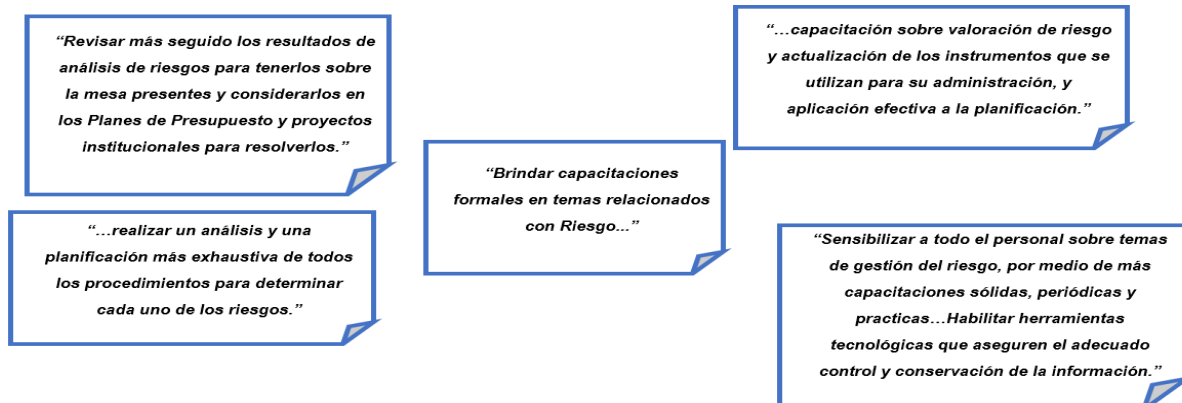 “Revisar más seguido los resultados de
análisis de riesgos para tenerlos sobre
la mesa presentes y considerarlos en
los Planes de Presupuesto y proyectos
institucionales para resolverlos.”
“…realizar un análisis y una
planificación más exhaustiva de todos
los procedimientos para determinar
cada uno de los riesgos.”
“Brindar capacitaciones
formales en temas relacionados
con Riesgo...”
“…capacitación sobre valoración de riesgo
y actualización de los instrumentos que se
utilizan para su administración, y
aplicación efectiva a la planificación.”
“Sensibilizar a todo el personal sobre temas
de gestión del riesgo, por medio de más
capacitaciones sólidas, periódicas y
practicas…Habilitar herramientas
tecnológicas que aseguren el adecuado
control y conservación de la información.”